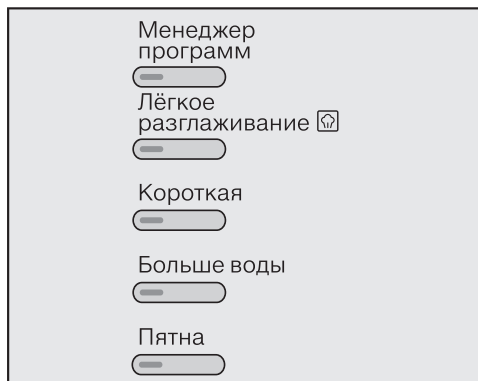 Менеджер
программ
Лёгкое
разглаживание
Короткая
Больше воды
Пятна